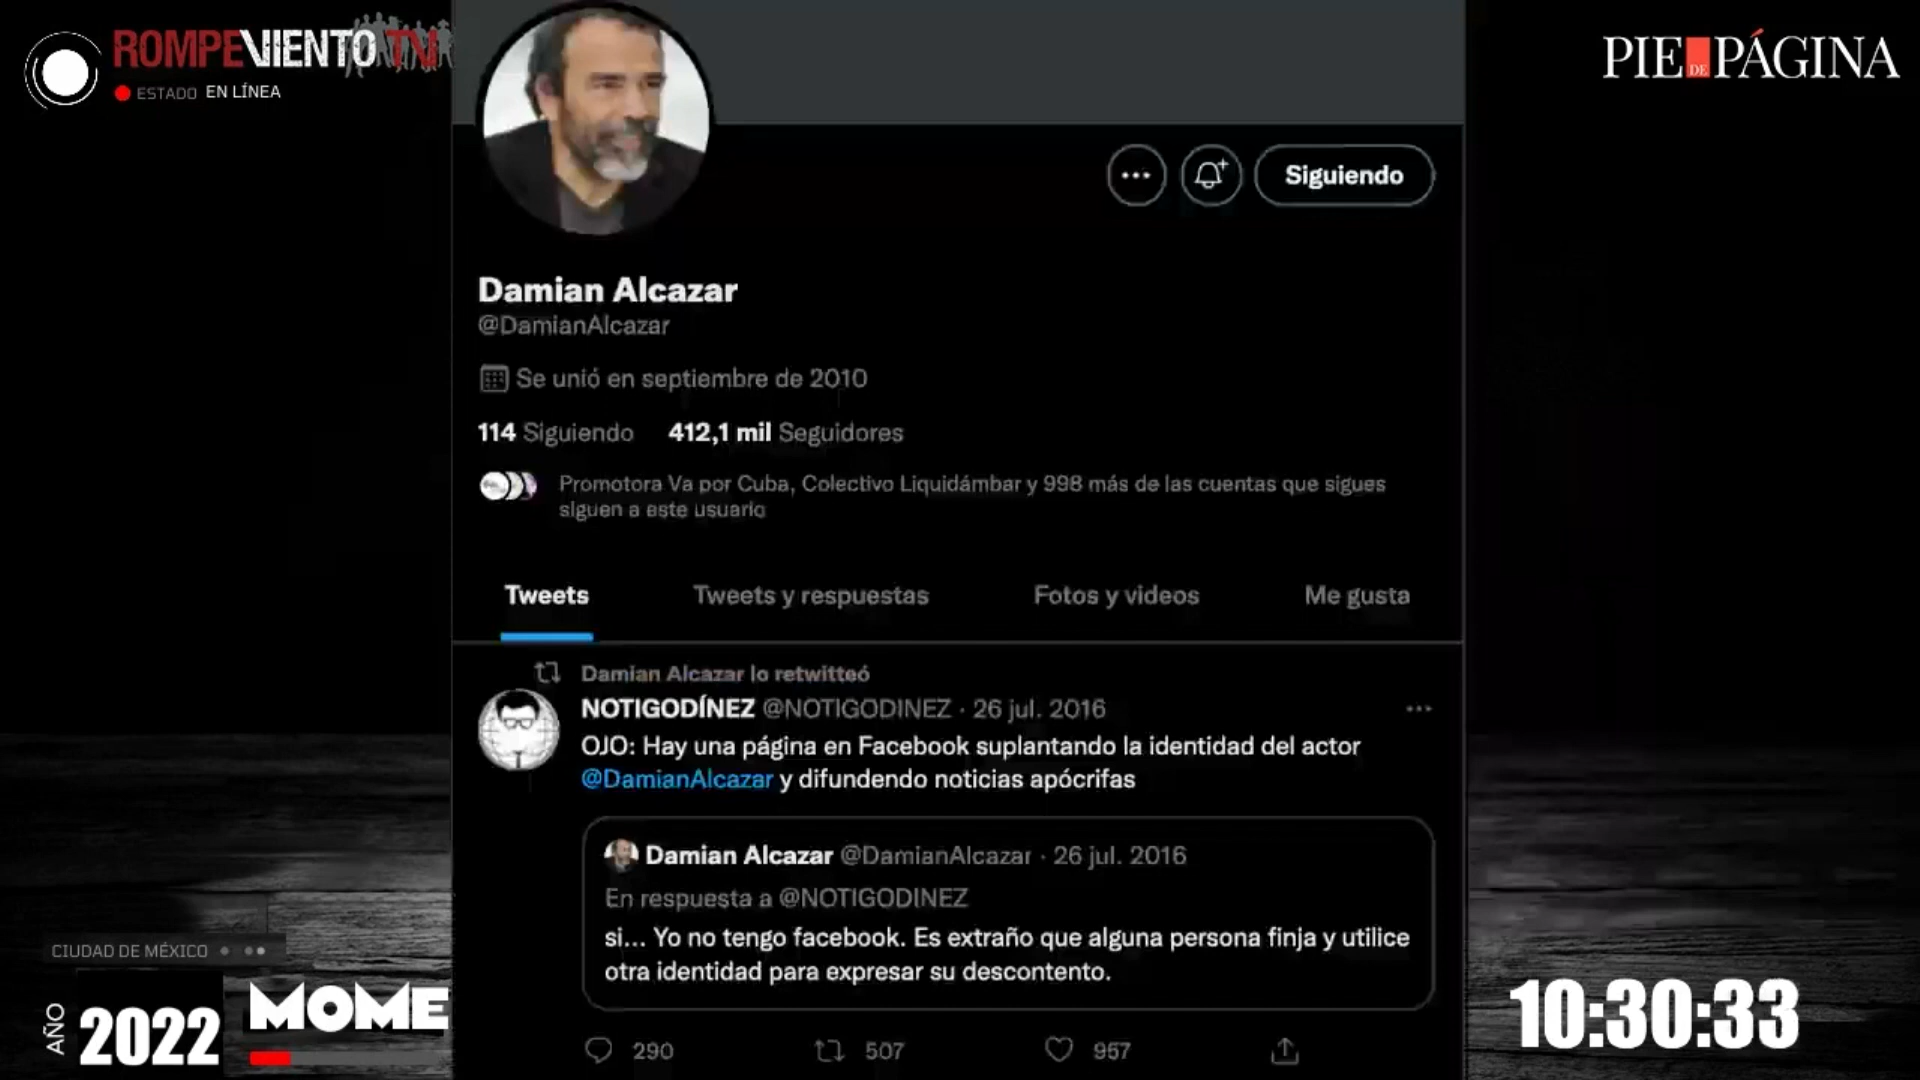 ROMPEVIENTO TV
ESTADO EN LÍNEA
PIE DE PÁGINA
Siguiendo
Damian Alcazar
@DamianAlcazar
Se unió en septiembre de 2010
114 Siguiendo 412,1 mil Seguidores
Promotora Va por Cuba, Colectivo Liquidámbar y 998 más de las cuentas que sigues
siguen a este usuario
Tweets Tweets y respuestas Fotos y videos Me gusta
Damian Alcazar lo retwitteó
NOTIGODÍNEZ @NOTIGODINEZ · 26 jul. 2016
OJO: Hay una página en Facebook suplantando la identidad del actor
@DamianAlcazar y difundendo noticias apócrifas
Damian Alcazar @DamianAlcazar · 26 jul. 2016
En respuesta a @NOTIGODINEZ
si... Yo no tengo facebook. Es extraño que alguna persona finja y utilice
otra identidad para expresar su descontento.
290 507 957
CIUDAD DE MÉXICO
AÑO 2022 MOME
10:30:33